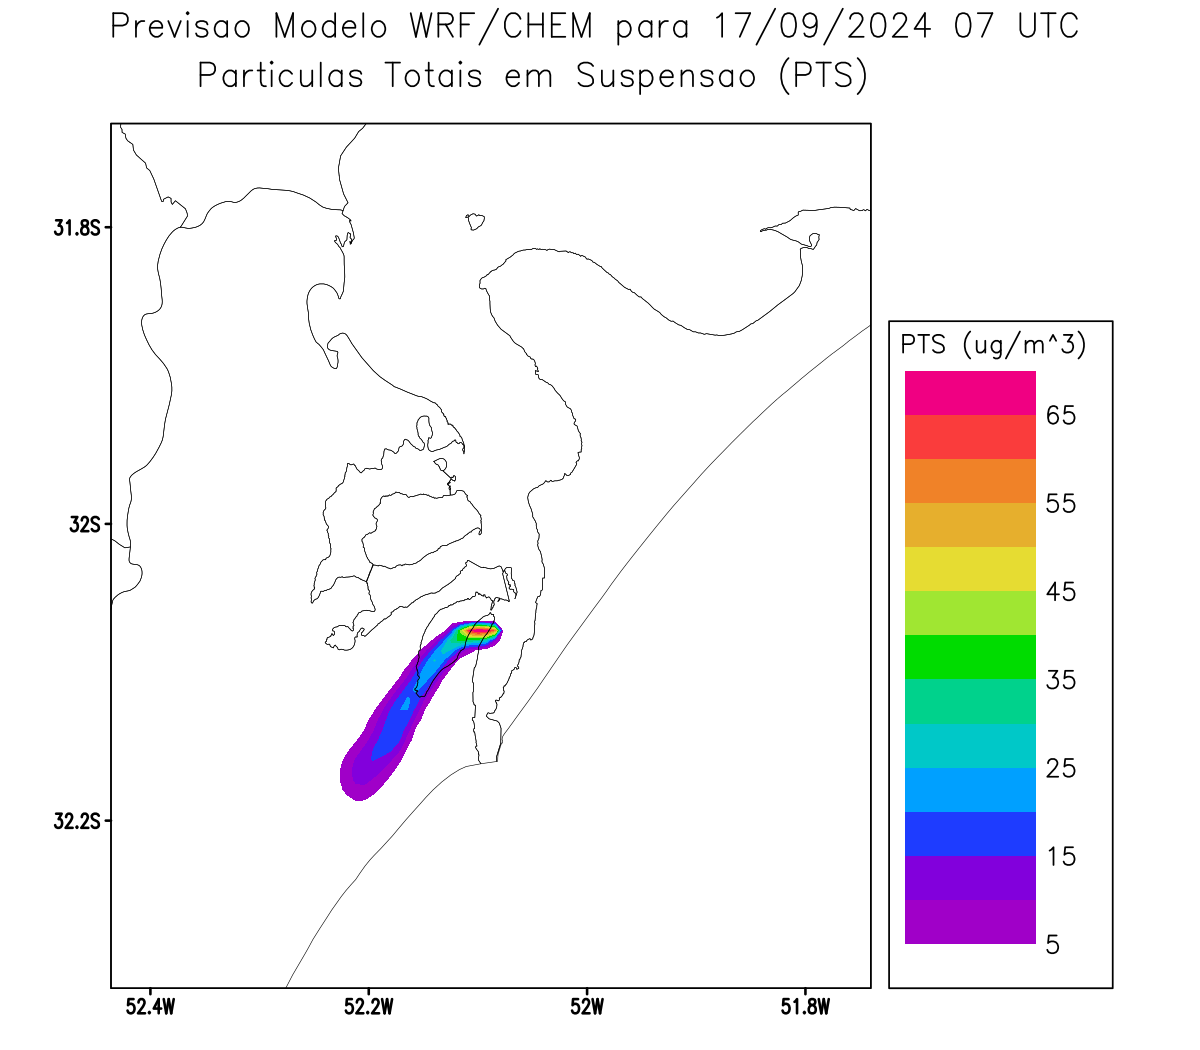 Previsao Modelo WRF/CHEM para 17/09/2024 07 UTC
Particulas Totais em Suspensao (PTS)
31.8S
32S
32.2S
52.4W
52.2W
52W
51.8W
PTS (ug/m^3)
65
55
45
35
25
15
5